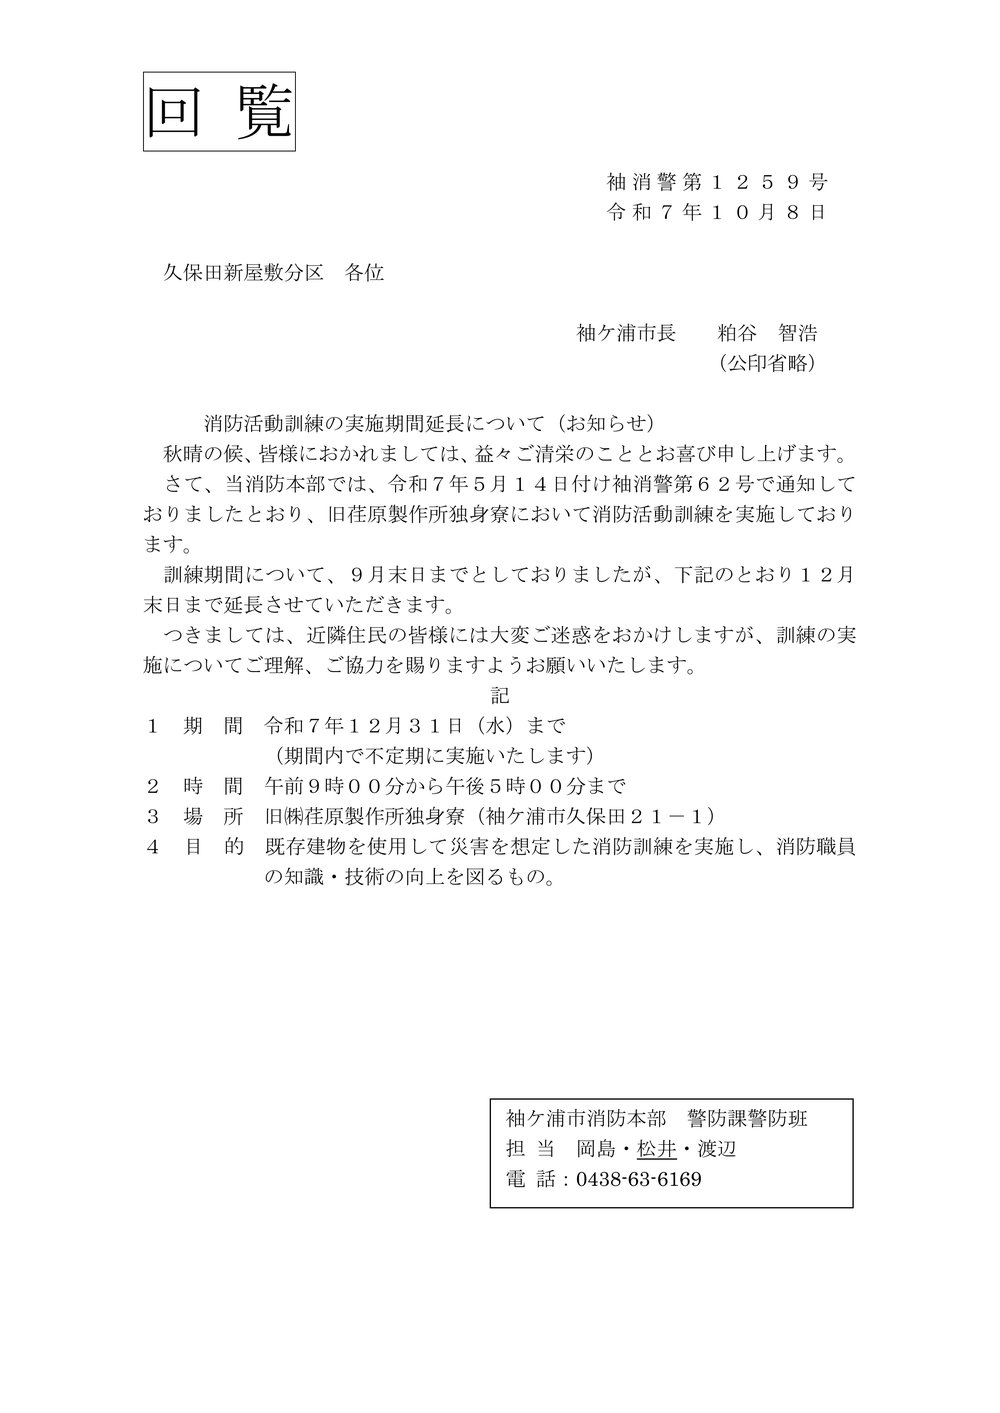 回　覧
袖消警第１２５９号
令和７年１０月８日
久保田新屋敷分区　各位
袖ケ浦市長　　粕谷　智浩
（公印省略）
消防活動訓練の実施期間延長について（お知らせ）
秋晴の候、皆様におかれましては、益々ご清栄のこととお喜び申し上げます。
さて、当消防本部では、令和７年５月１４日付け袖消警第６２号で通知して
おりましたとおり、旧荏原製作所独身寮において消防活動訓練を実施しており
ます。
訓練期間について、９月末日までとしておりましたが、下記のとおり１２月
末日まで延長させていただきます。
つきましては、近隣住民の皆様には大変ご迷惑をおかけしますが、訓練の実
施についてご理解、ご協力を賜りますようお願いいたします。
記
１　期　間　令和７年１２月３１日（水）まで
（期間内で不定期に実施いたします）
２　時　間　午前９時００分から午後５時００分まで
３　場　所　旧㈱荏原製作所独身寮（袖ケ浦市久保田２１－１）
４　目　的　既存建物を使用して災害を想定した消防訓練を実施し、消防職員
の知識・技術の向上を図るもの。
袖ケ浦市消防本部　警防課警防班
担 当　岡島・松井・渡辺
電 話：0438-63-6169